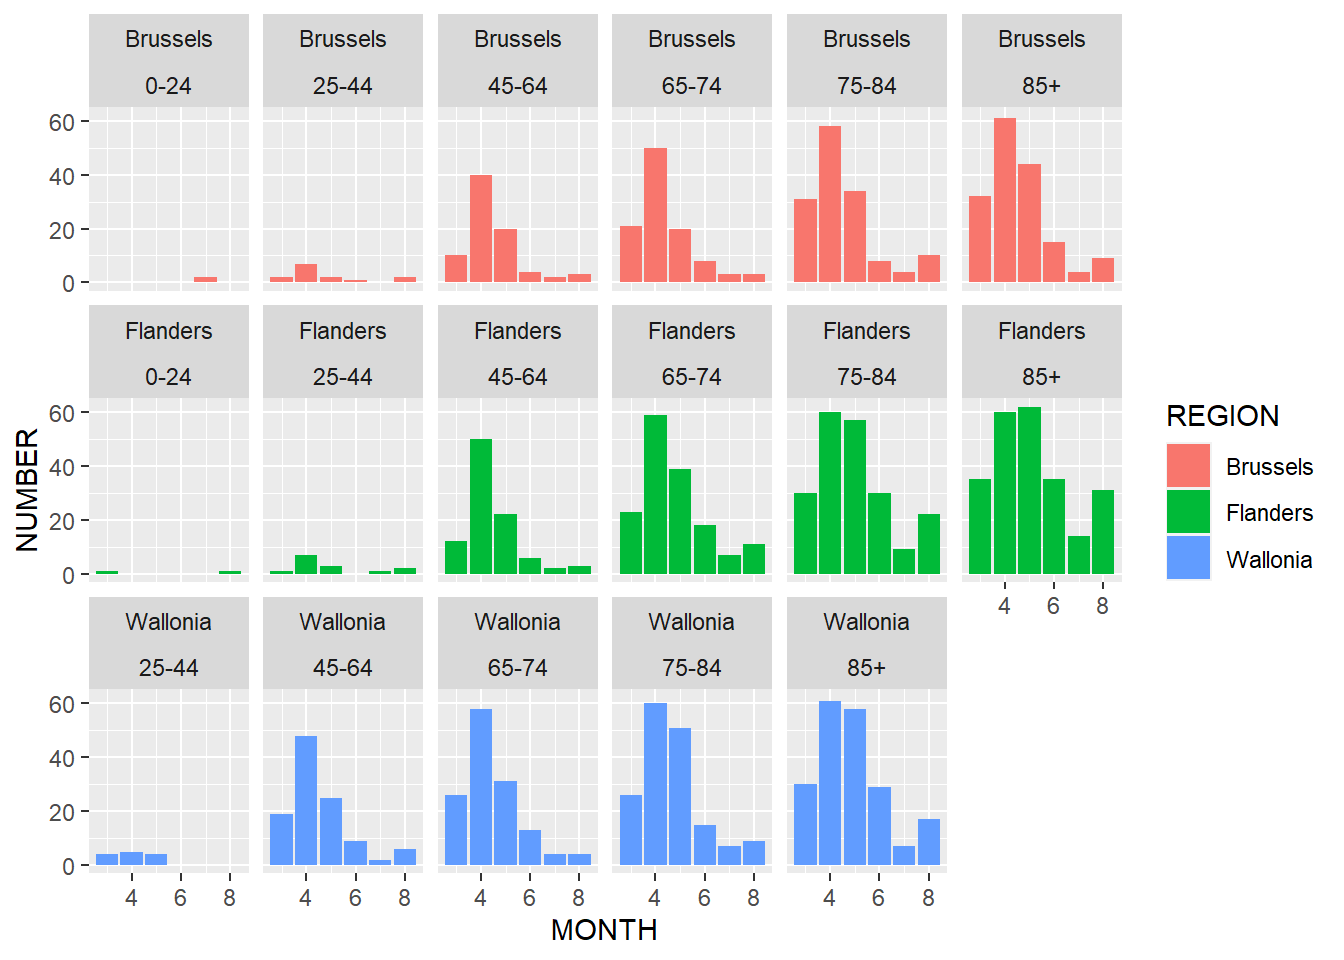 Brussels Brussels Brussels Brussels Brussels Brussels
0-24 25-44 45-64 65-74 75-84 85+
60
40
20
0
Flanders Flanders Flanders Flanders Flanders Flanders
0-24 25-44 45-64 65-74 75-84 85+
60
40
20
0
4 6 8
NUMBER
Wallonia Wallonia Wallonia Wallonia Wallonia
25-44 45-64 65-74 75-84 85+
60
40
20
0
4 6 8 4 6 8 4 6 8 4 6 8 4 6 8
MONTH
REGION
Brussels
Flanders
Wallonia